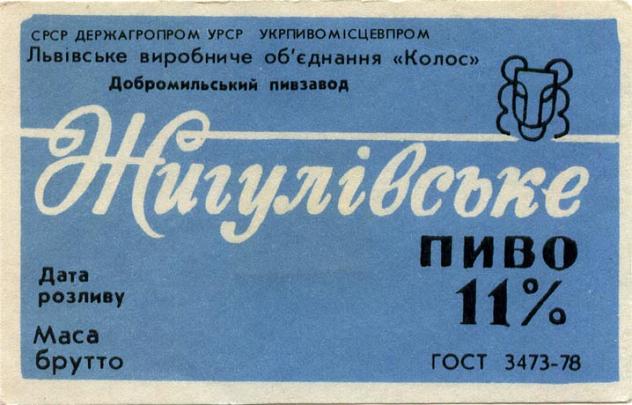 СРСР ДЕРЖАГРОПРОМ УРСР УКРПИВОМІСЦЕВПРОМ
Львівське виробниче об'єднання «Колос»
Добромильський пивзавод
Жигулівське
ПИВО
11%
Дата
розливу
Маса
брутто
ГОСТ 3473-78